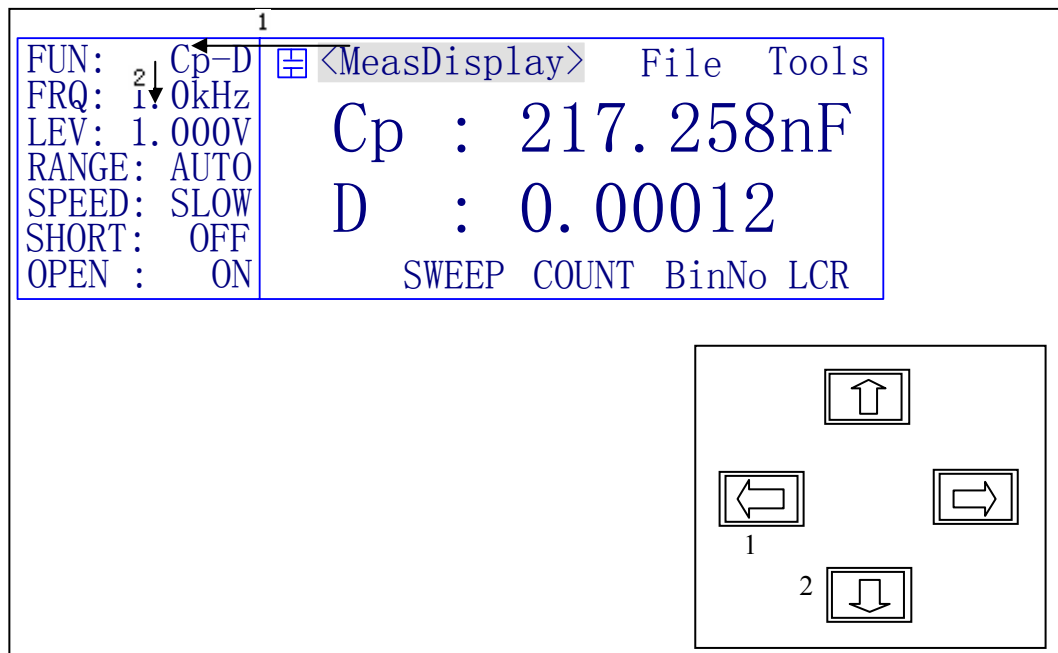 1
FUN: Cp-D
2
FRQ: 1.0kHz
LEV: 1.000V
RANGE: AUTO
SPEED: SLOW
SHORT: OFF
OPEN : ON
<MeasDisplay> File Tools
Cp : 217.258nF
D : 0.00012
SWEEP COUNT BinNo LCR
1
2